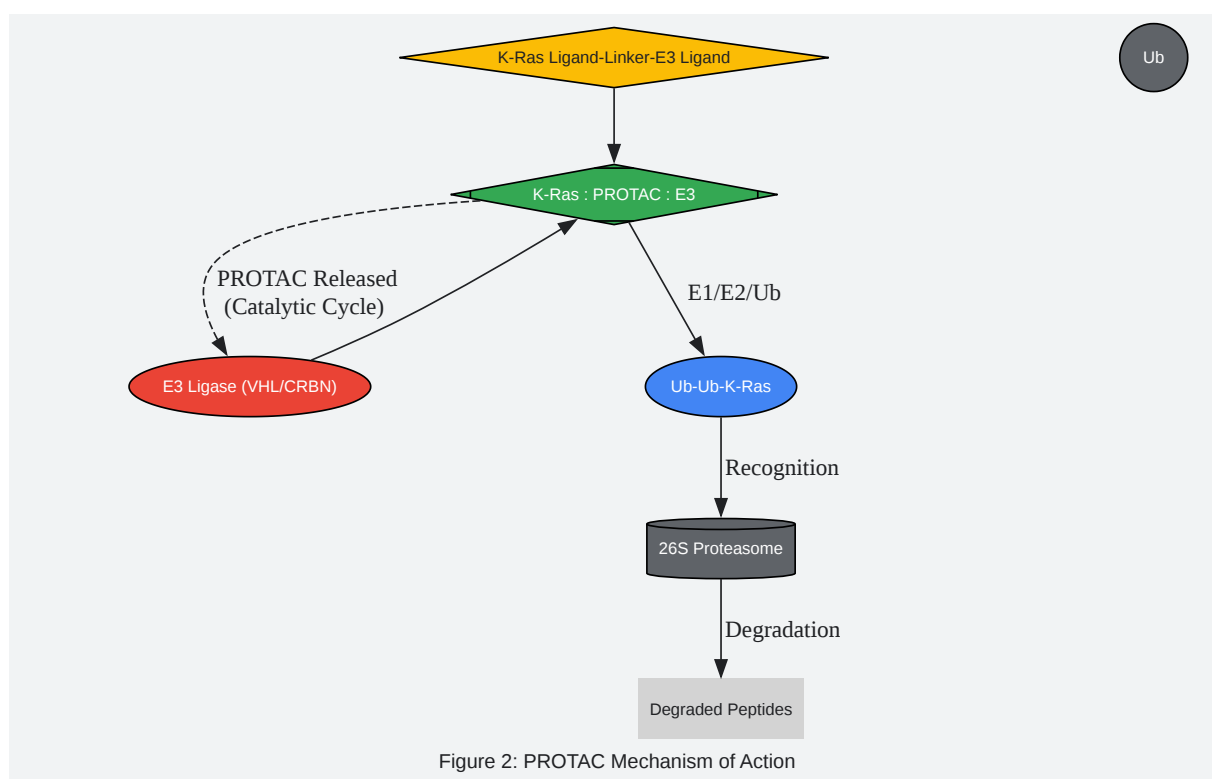 K-Ras Ligand-Linker-E3 Ligand
Ub
K-Ras : PROTAC : E3
PROTAC Released
(Catalytic Cycle)
E1/E2/Ub
E3 Ligase (VHL/CRBN)
Ub-Ub-K-Ras
Recognition
26S Proteasome
Degradation
Degraded Peptides
Figure 2: PROTAC Mechanism of Action